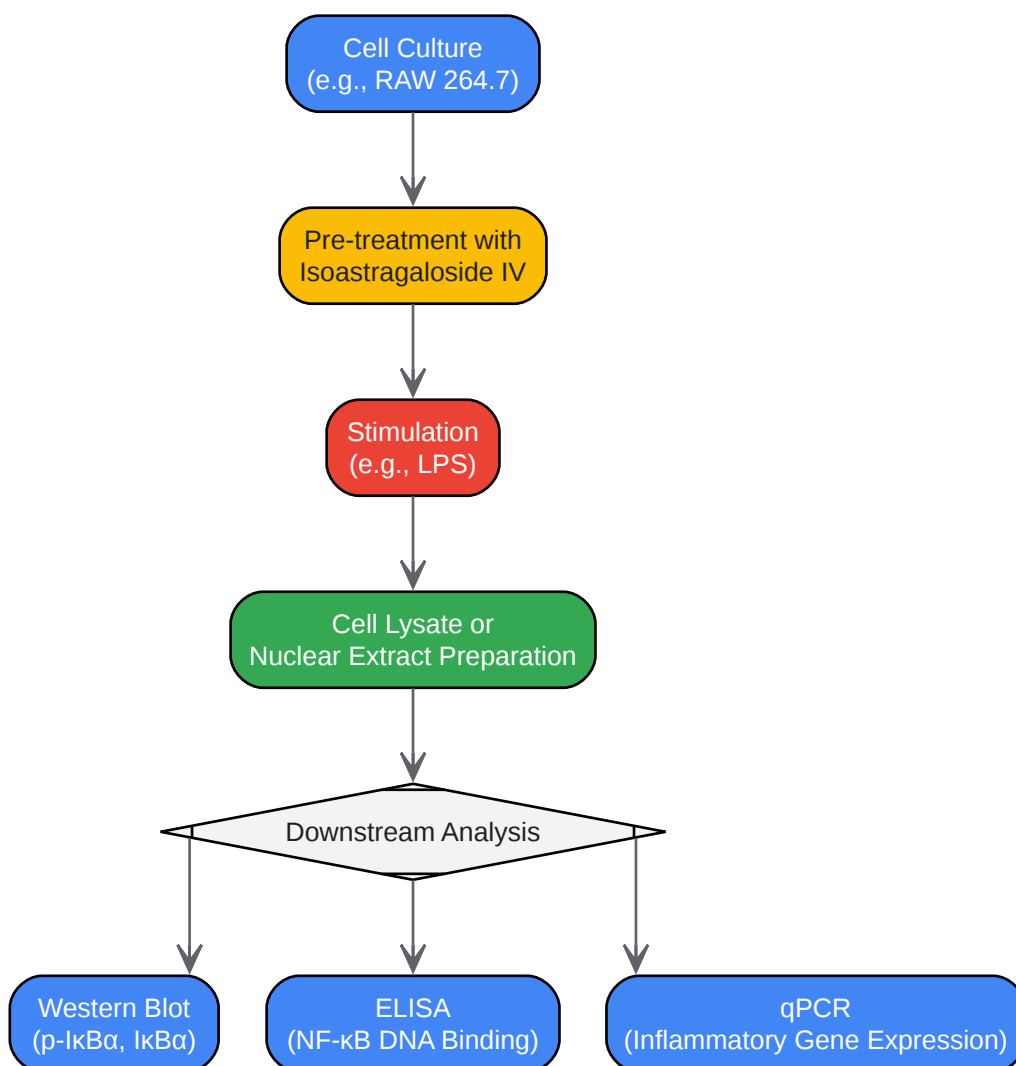 Cell Culture
(e.g., RAW 264.7)
Pre-treatment with
Isoastragaloside IV
Stimulation
(e.g., LPS)
Cell Lysate or
Nuclear Extract Preparation
Downstream Analysis
Western Blot
(p-IκBα, IκBα)
ELISA
(NF-κB DNA Binding)
qPCR
(Inflammatory Gene Expression)